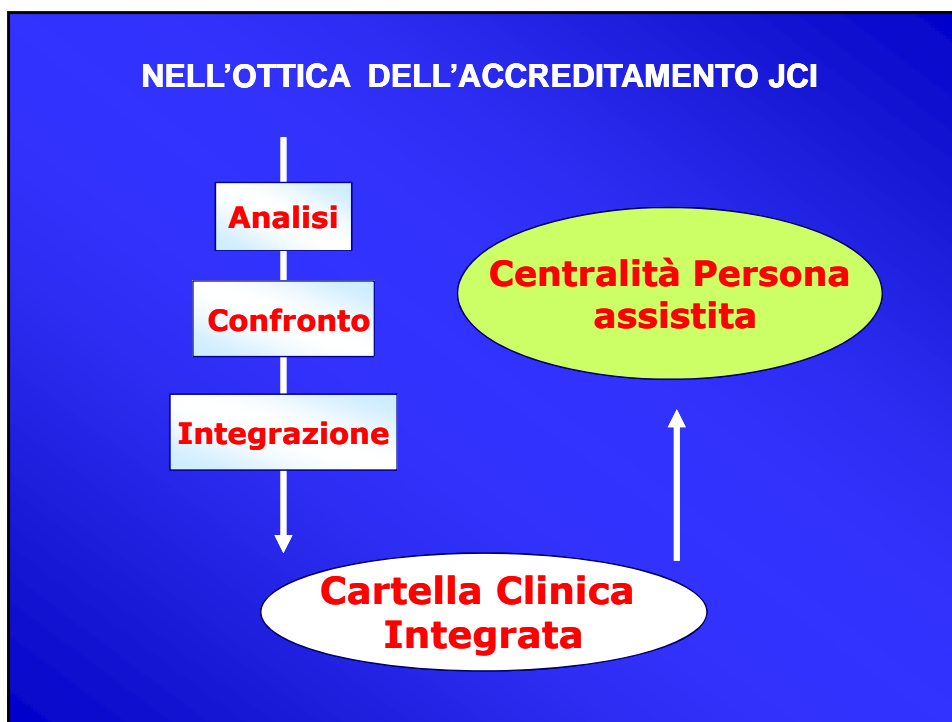 NELL'OTTICA DELL'ACCREDITAMENTO JCI
Analisi
Confronto
Integrazione
Centralità Persona
assistita
Cartella Clinica
Integrata